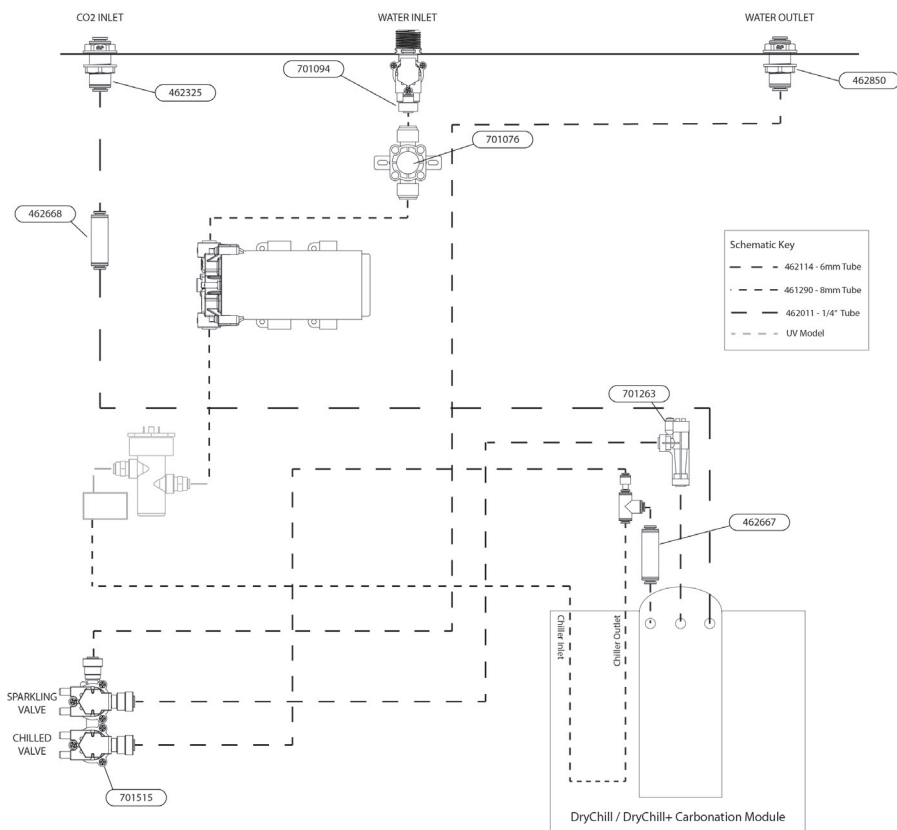 CO2 INLET
WATER INLET
WATER OUTLET
462325
701094
462850
701076
462668
Schematic Key
462114 - 6mm Tube
461290 - 8mm Tube
462011 - 1/4" Tube
UV Model
701263
462667
Chiller Inlet
Chiller Outlet
SPARKLING
VALVE
CHILLED
VALVE
701515
DryChill / DryChill+ Carbonation Module